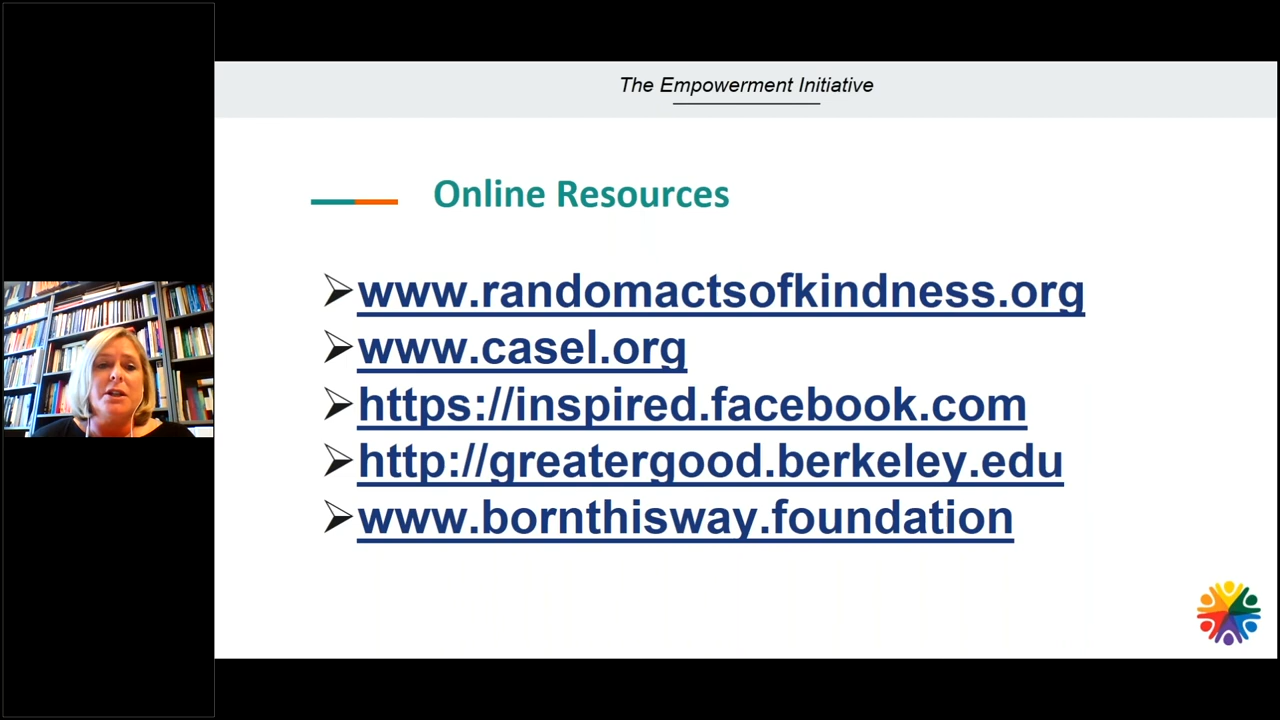 The Empowerment Initiative
Online Resources
www.randomactsofkindness.org
www.casel.org
https://inspired.facebook.com
http://greatergood.berkeley.edu
www.bornthisway.foundation